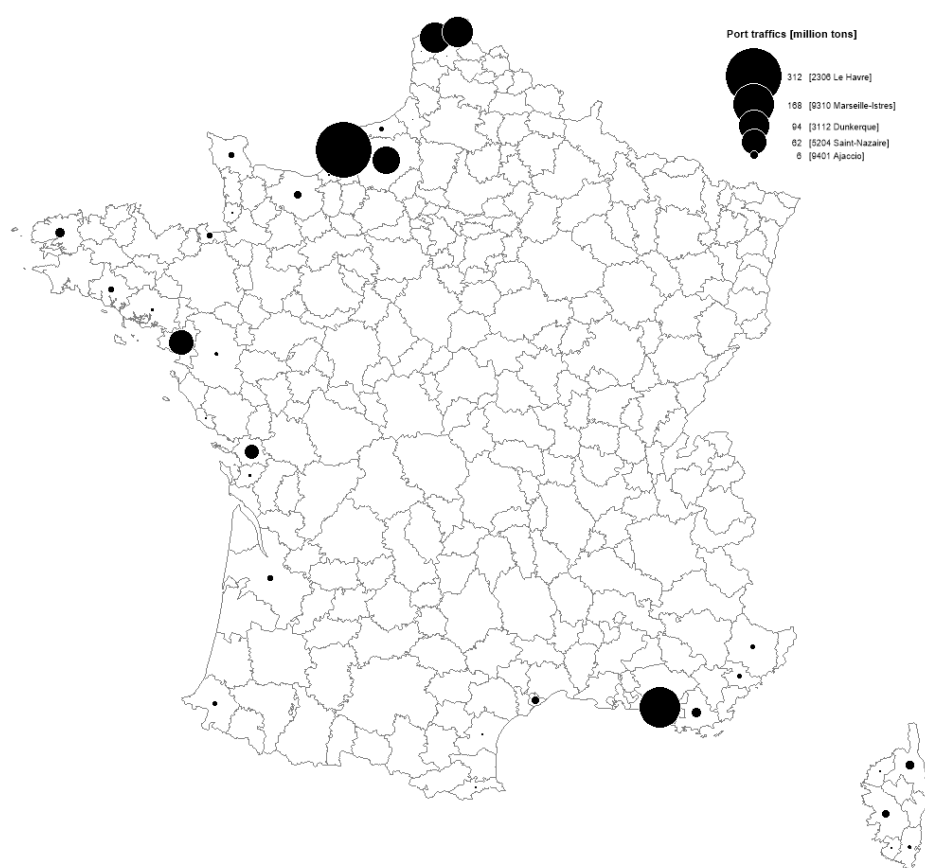 Port traffics [million tons]
312 [2306 Le Havre]
168 [9310 Marseille-Istres]
94 [3112 Dunkerque]
62 [5204 Saint-Nazaire]
6 [9401 Ajaccio]